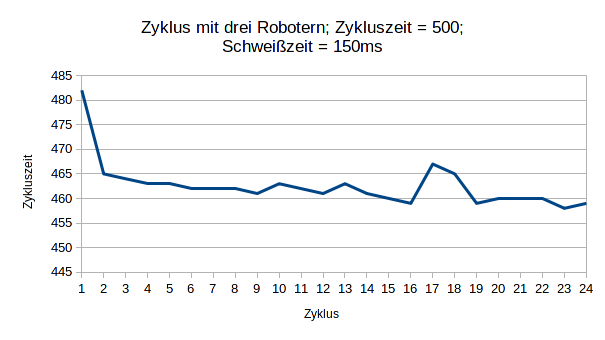 Zyklus mit drei Robotern; Zykluszeit = 500;
Schweißzeit = 150ms
485
480
475
470
465
460
455
450
445
Zykluszeit
1 2 3 4 5 6 7 8 9 10 11 12 13 14 15 16 17 18 19 20 21 22 23 24
Zyklus